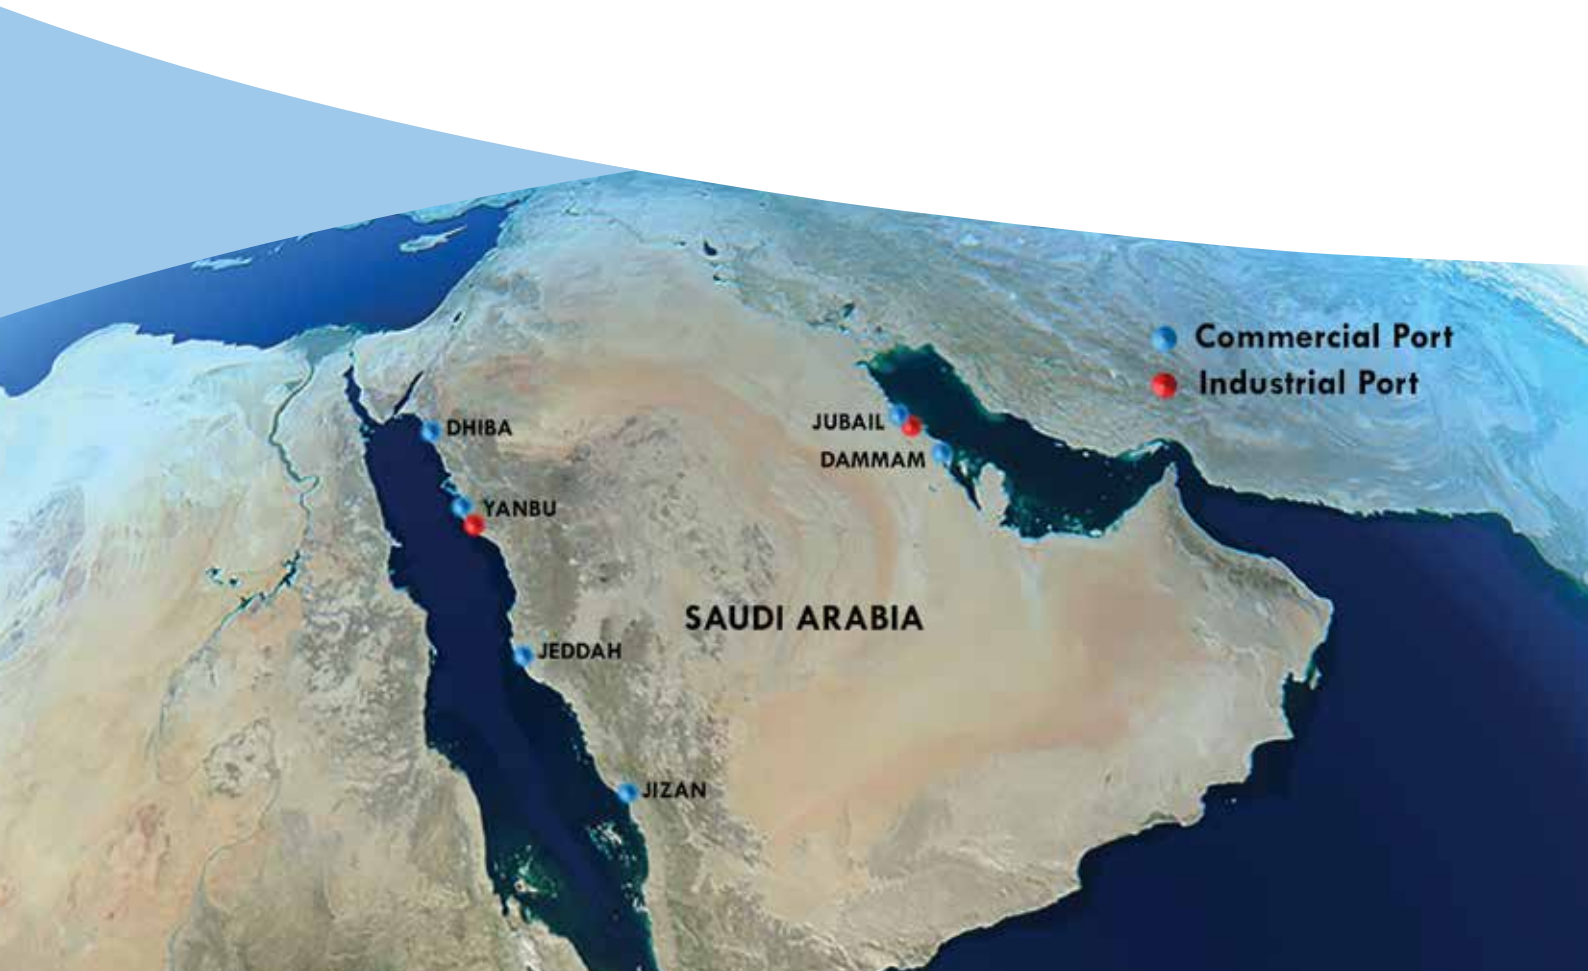 Commercial Port
Industrial Port
JUBAIL
DHIBA
DAMMAM
YANBU
SAUDI ARABIA
JEDDAH
JIZAN